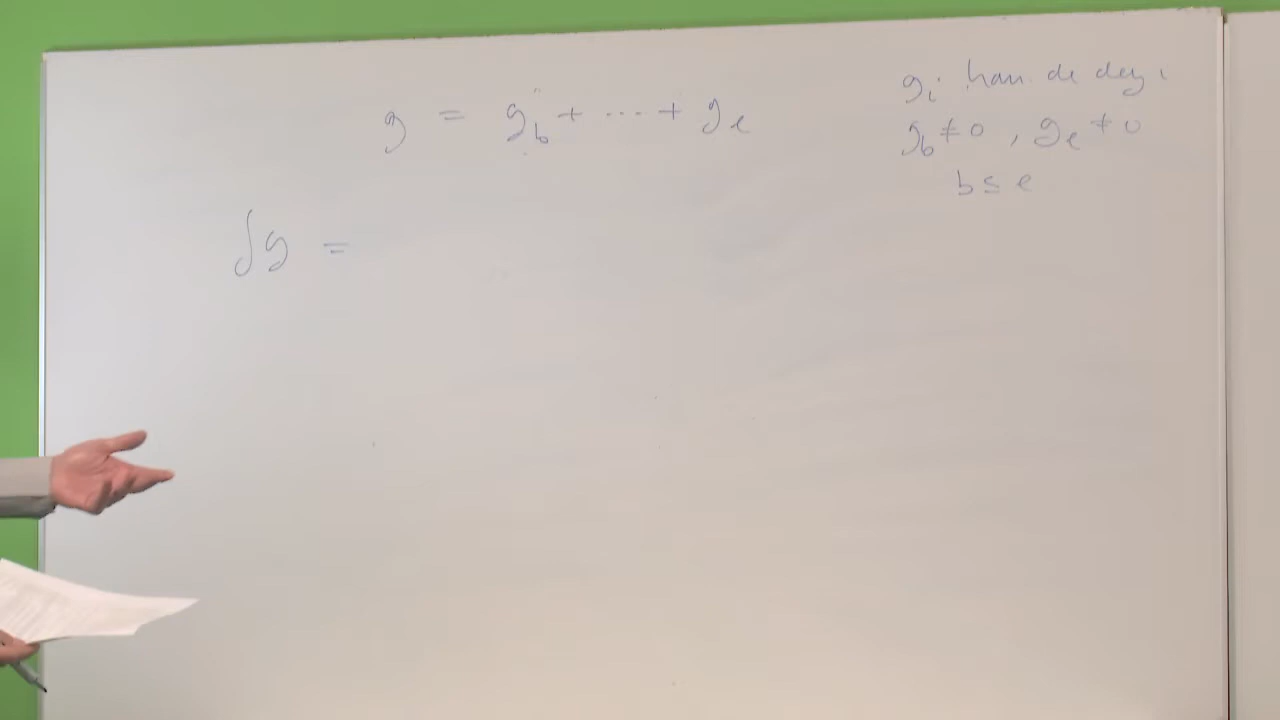 g = g_b + ... + g_e
g_i hom. de deg i
g_b ≠ 0 , g_e ≠ 0
b ≤ e
∫g =